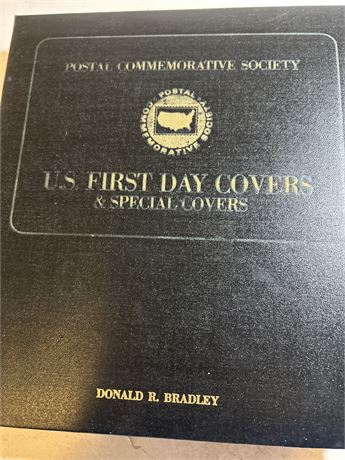 POSTAL COMMEMORATIVE SOCIETY
POSTAL COMMEMORATIVE SOCIETY
U.S. FIRST DAY COVERS
& SPECIAL COVERS
DONALD R. BRADLEY